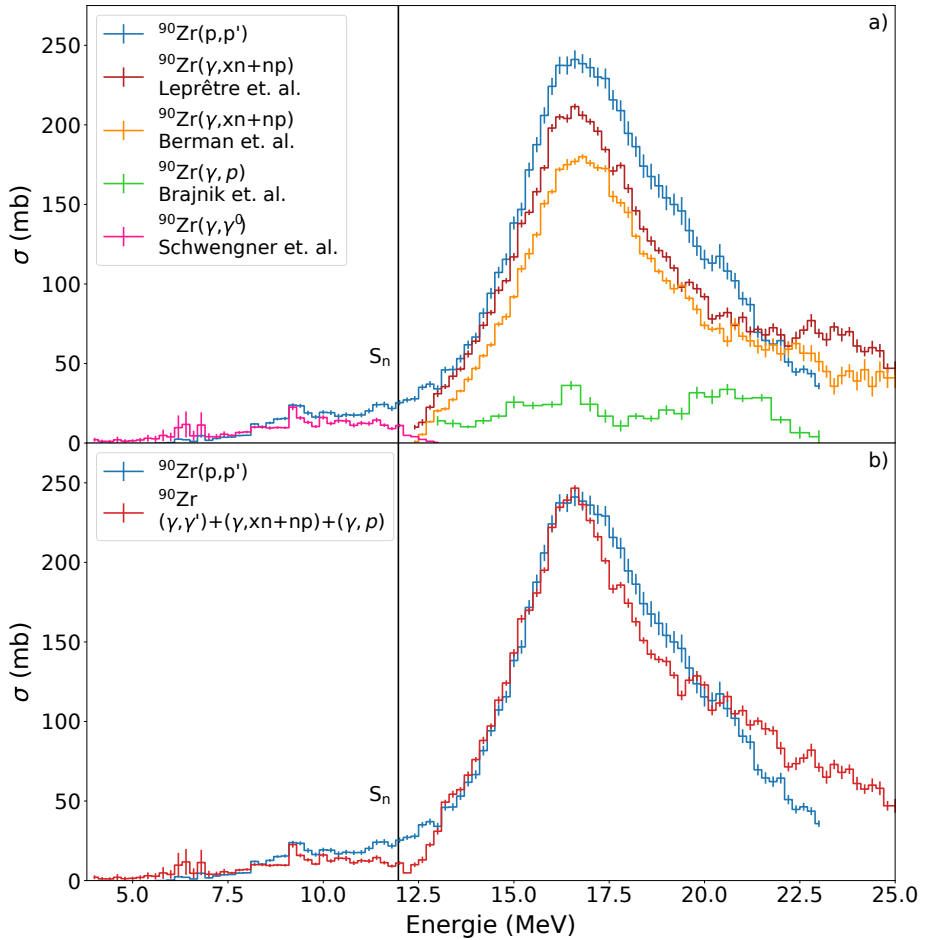 a)
⁹⁰Zr(p,p')
⁹⁰Zr(γ,xn+np)
Leprêtre et. al.
⁹⁰Zr(γ,xn+np)
Berman et. al.
⁹⁰Zr(γ,p)
Brajnik et. al.
⁹⁰Zr(γ,γ⁰)
Schwengner et. al.
250
200
150
100
50
0
σ (mb)
Sₙ
b)
⁹⁰Zr(p,p')
⁹⁰Zr
(γ,γ')+(γ,xn+np)+(γ,p)
250
200
150
100
50
0
σ (mb)
Sₙ
5.0 7.5 10.0 12.5 15.0 17.5 20.0 22.5 25.0
Energie (MeV)